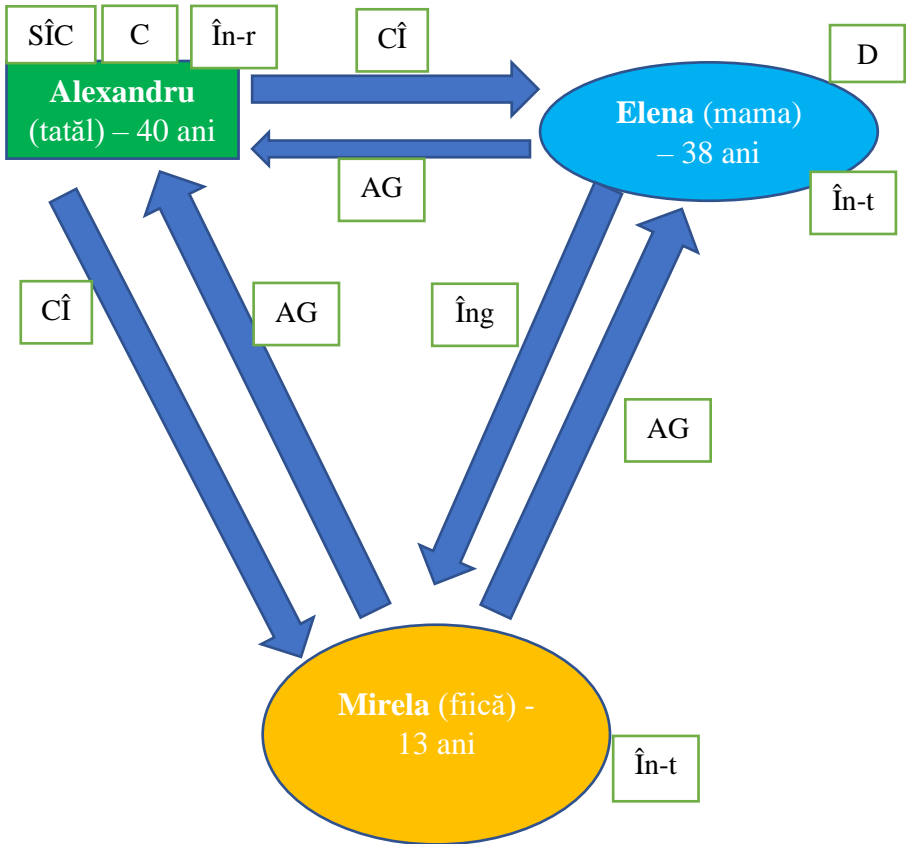 SÎC
C
În-r
CÎ
D
Alexandru
(tatăl) – 40 ani
Elena (mama)
– 38 ani
AG
În-t
CÎ
AG
Îng
AG
Mirela (fiică) -
13 ani
În-t